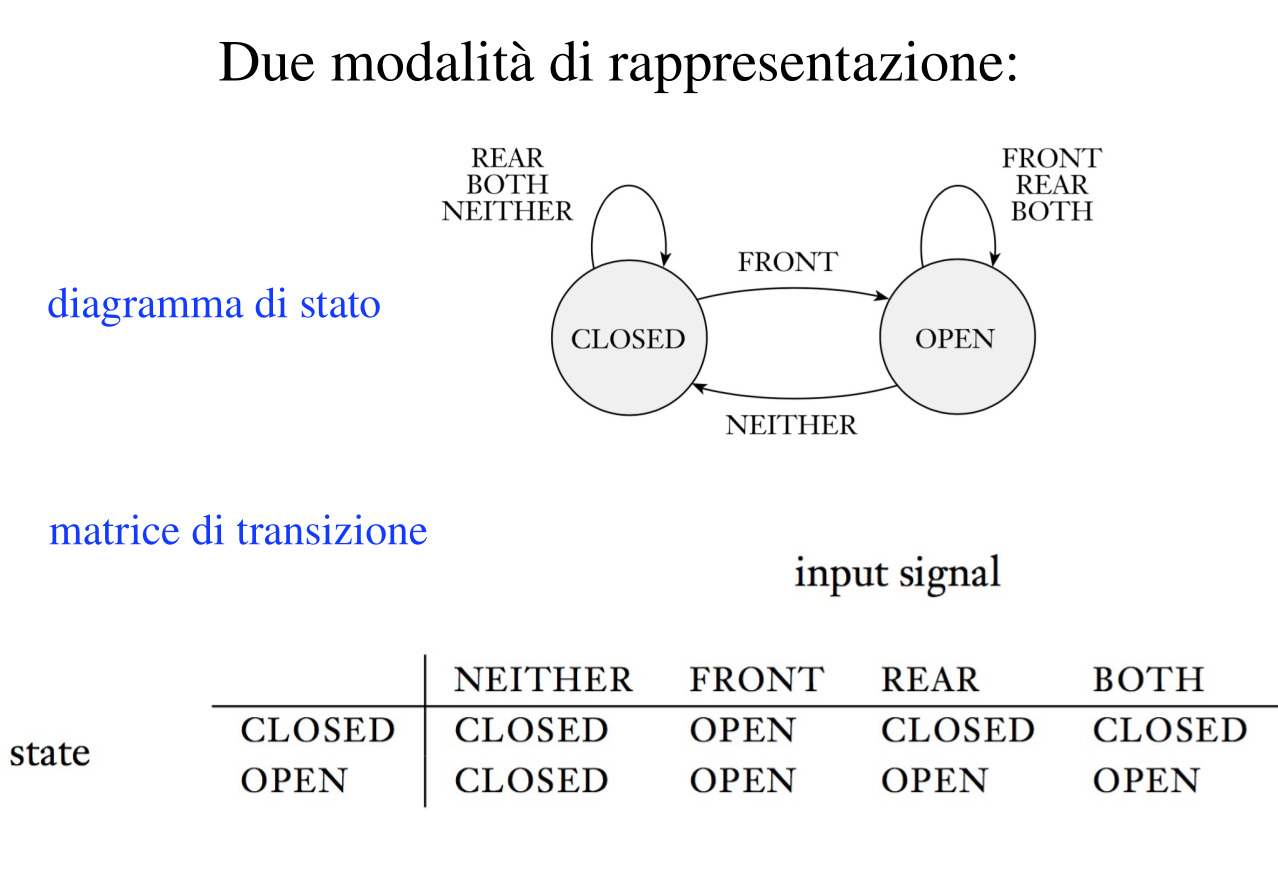 Due modalità di rappresentazione:
REAR
BOTH
NEITHER
FRONT
REAR
BOTH
FRONT
diagramma di stato
CLOSED
OPEN
NEITHER
matrice di transizione
input signal
NEITHER FRONT REAR BOTH
state
CLOSED CLOSED OPEN CLOSED CLOSED
OPEN CLOSED OPEN OPEN OPEN